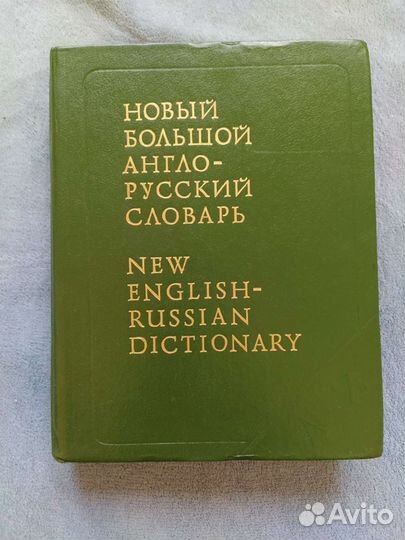 НОВЫЙ
БОЛЬШОЙ
АНГЛО-
РУССКИЙ
СЛОВАРЬ
NEW
ENGLISH-
RUSSIAN
DICTIONARY
Avito